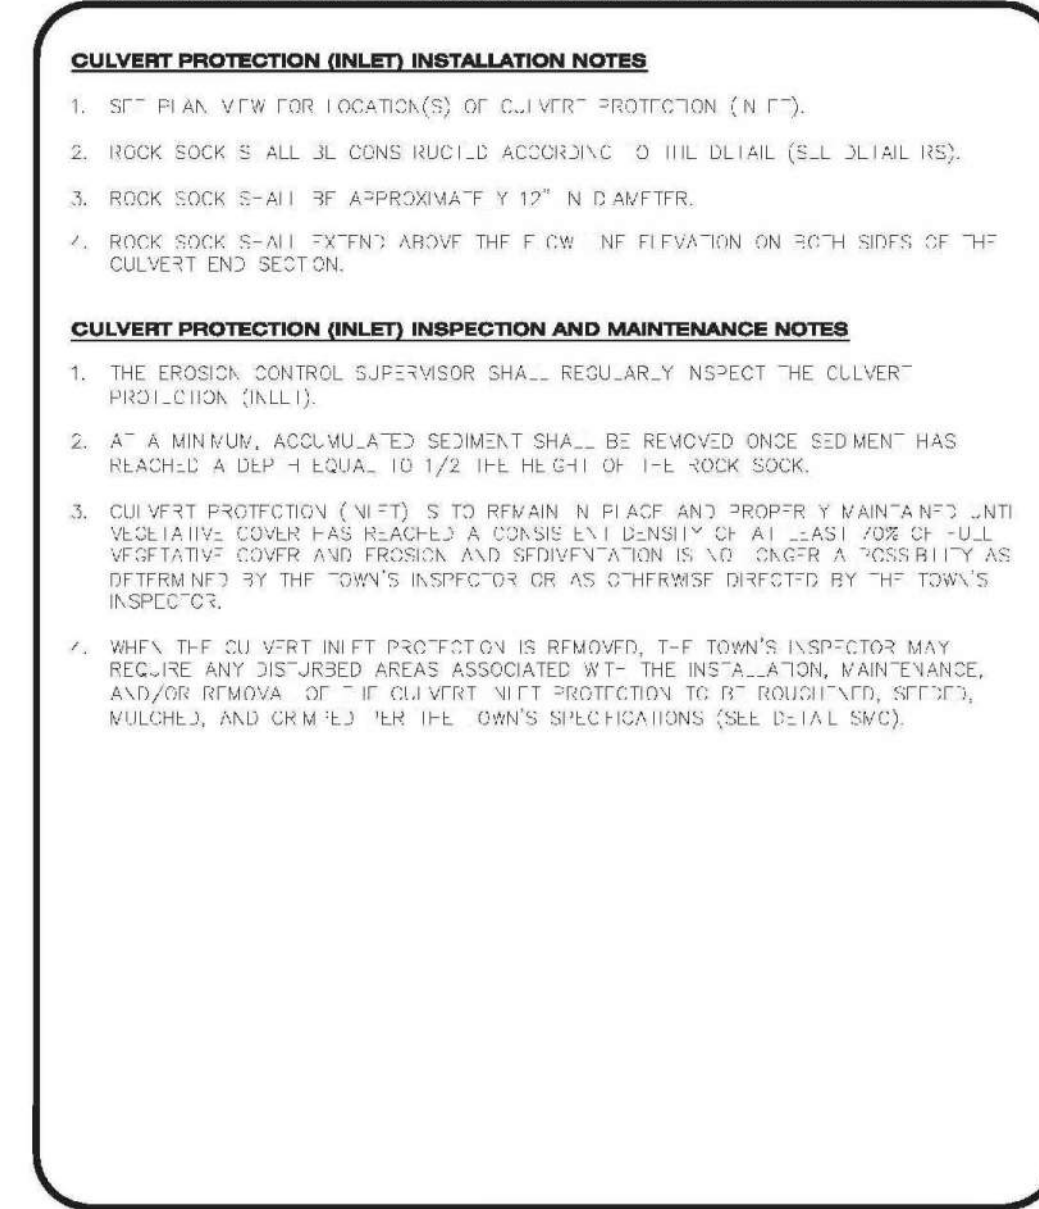 CULVERT PROTECTION (INLET) INSTALLATION NOTES
1. SEE PLAN VIEW FOR LOCATION(S) OF CULVERT PROTECTION (INLET).
2. ROCK SOCK SHALL BE CONSTRUCTED ACCORDING TO THE DETAIL (SEE DETAIL RS).
3. ROCK SOCK SHALL BE APPROXIMATELY 12" IN DIAMETER.
4. ROCK SOCK SHALL EXTEND ABOVE THE FLOW LINE ELEVATION ON BOTH SIDES OF THE
CULVERT END SECTION.
CULVERT PROTECTION (INLET) INSPECTION AND MAINTENANCE NOTES
1. THE EROSION CONTROL SUPERVISOR SHALL REGULARLY INSPECT THE CULVERT
PROTECTION (INLET).
2. AT A MINIMUM, ACCUMULATED SEDIMENT SHALL BE REMOVED ONCE SEDIMENT HAS
REACHED A DEPTH EQUAL TO 1/2 THE HEIGHT OF THE ROCK SOCK.
3. CULVERT PROTECTION (INLET) IS TO REMAIN IN PLACE AND PROPERLY MAINTAINED UNTIL
VEGETATIVE COVER HAS REACHED A CONSISTENT DENSITY OF AT LEAST 70% OF FULL
VEGETATIVE COVER AND EROSION AND SEDIMENTATION IS NO LONGER A POSSIBILITY AS
DETERMINED BY THE TOWN'S INSPECTOR OR AS OTHERWISE DIRECTED BY THE TOWN'S
INSPECTOR.
4. WHEN THE CULVERT INLET PROTECTION IS REMOVED, THE TOWN'S INSPECTOR MAY
REQUIRE ANY DISTURBED AREAS ASSOCIATED WITH THE INSTALLATION, MAINTENANCE,
AND/OR REMOVAL OF THE CULVERT INLET PROTECTION TO BE ROUGHENED, SEEDED,
MULCHED, AND CRIMPED PER THE TOWN'S SPECIFICATIONS (SEE DETAIL SMC).